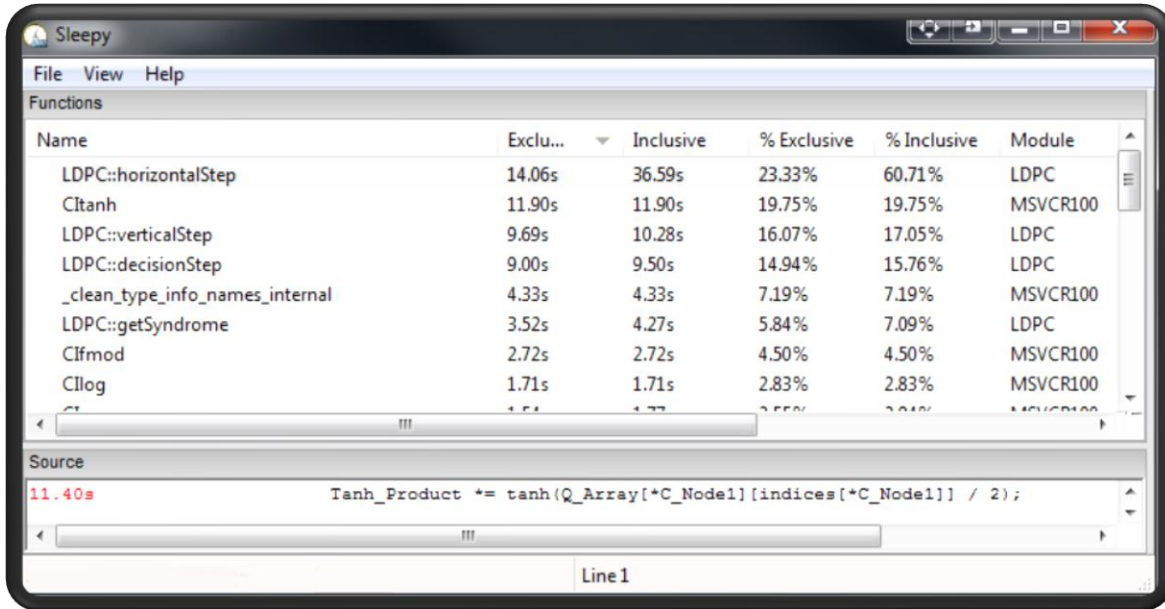 Sleepy
File View Help
Functions
Name Exclu... Inclusive % Exclusive % Inclusive Module
LDPC::horizontalStep 14.06s 36.59s 23.33% 60.71% LDPC
CItanh 11.90s 11.90s 19.75% 19.75% MSVCR100
LDPC::verticalStep 9.69s 10.28s 16.07% 17.05% LDPC
LDPC::decisionStep 9.00s 9.50s 14.94% 15.76% LDPC
_clean_type_info_names_internal 4.33s 4.33s 7.19% 7.19% MSVCR100
LDPC::getSyndrome 3.52s 4.27s 5.84% 7.09% LDPC
CIfmod 2.72s 2.72s 4.50% 4.50% MSVCR100
CIlog 1.71s 1.71s 2.83% 2.83% MSVCR100
Source
11.40s Tanh_Product *= tanh(Q_Array[*C_Node1][indices[*C_Node1]] / 2);
Line 1